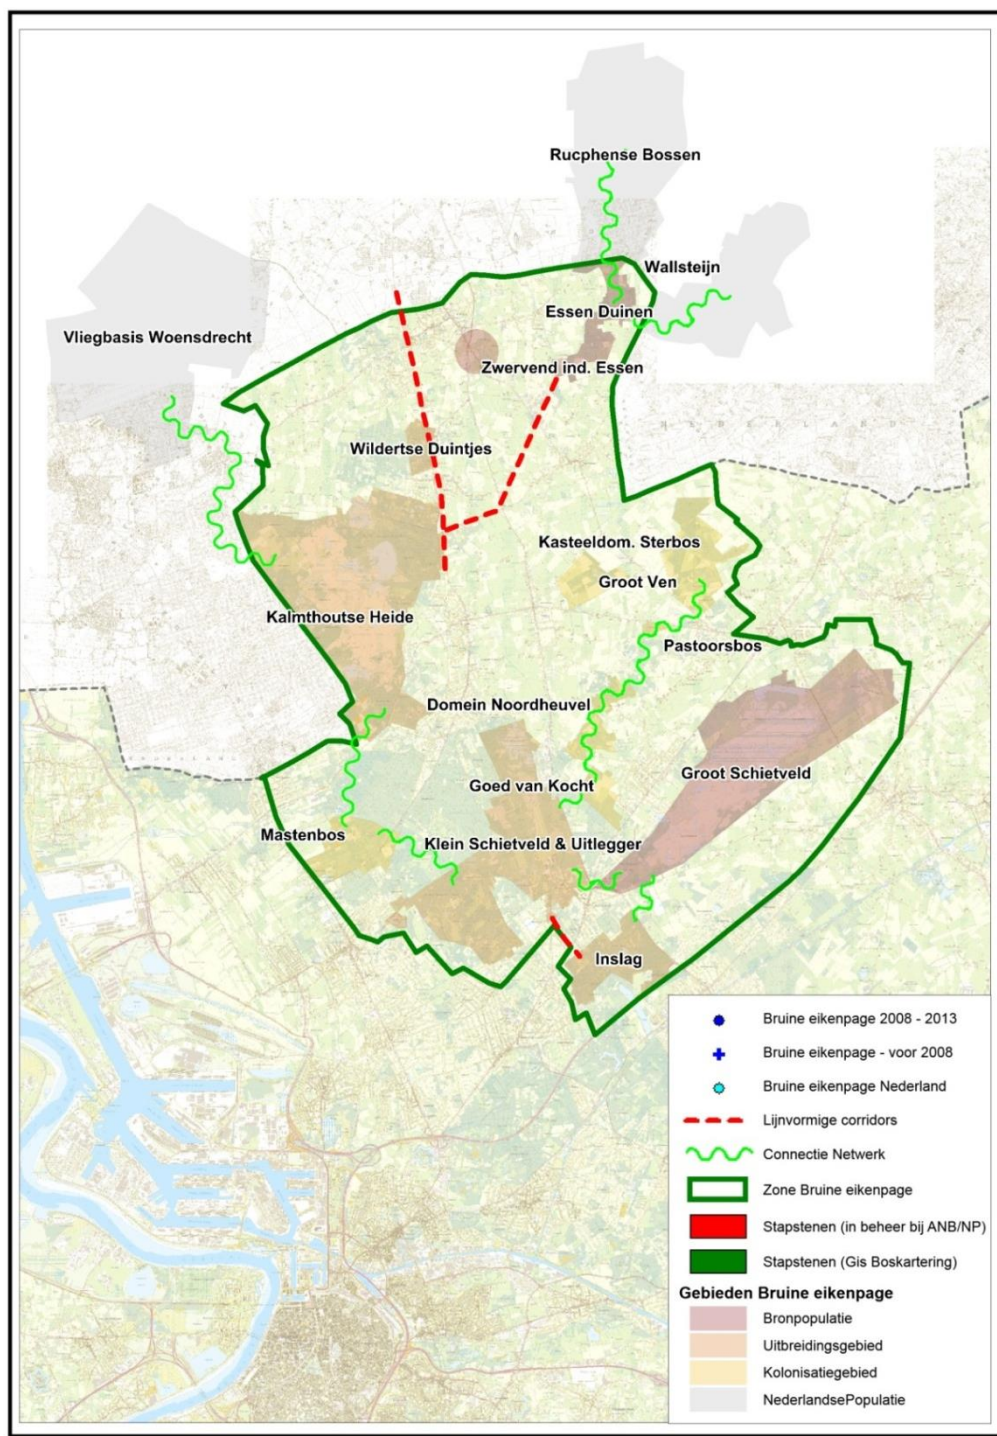 Rucphense Bossen
Wallsteijn
Essen Duinen
Vliegbasis Woensdrecht
Zwervend ind. Essen
Wildertse Duintjes
Kasteeldom. Sterbos
Groot Ven
Kalmthoutse Heide
Pastoorsbos
Domein Noordheuvel
Groot Schietveld
Goed van Kocht
Mastenbos
Klein Schietveld & Uitlegger
Inslag
Bruine eikenpage 2008 - 2013
Bruine eikenpage - voor 2008
Bruine eikenpage Nederland
Lijnvormige corridors
Connectie Netwerk
Zone Bruine eikenpage
Stapstenen (in beheer bij ANB/NP)
Stapstenen (Gis Boskartering)
Gebieden Bruine eikenpage
Bronpopulatie
Uitbreidingsgebied
Kolonisatiegebied
NederlandsePopulatie